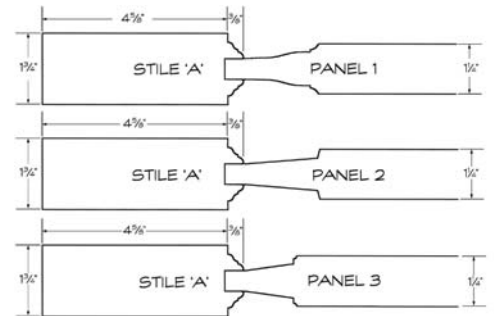 4⅝" ⅜"
1¾" STILE 'A' PANEL 1 1¼"
4⅝" ⅜"
1¾" STILE 'A' PANEL 2 1¼"
4⅝" ⅜"
1¾" STILE 'A' PANEL 3 1¼"